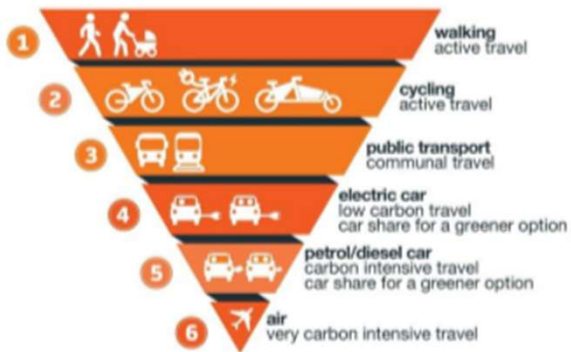 1
walking
active travel
2
cycling
active travel
3
public transport
communal travel
4
electric car
low carbon travel
car share for a greener option
5
petrol/diesel car
carbon intensive travel
car share for a greener option
6
air
very carbon intensive travel